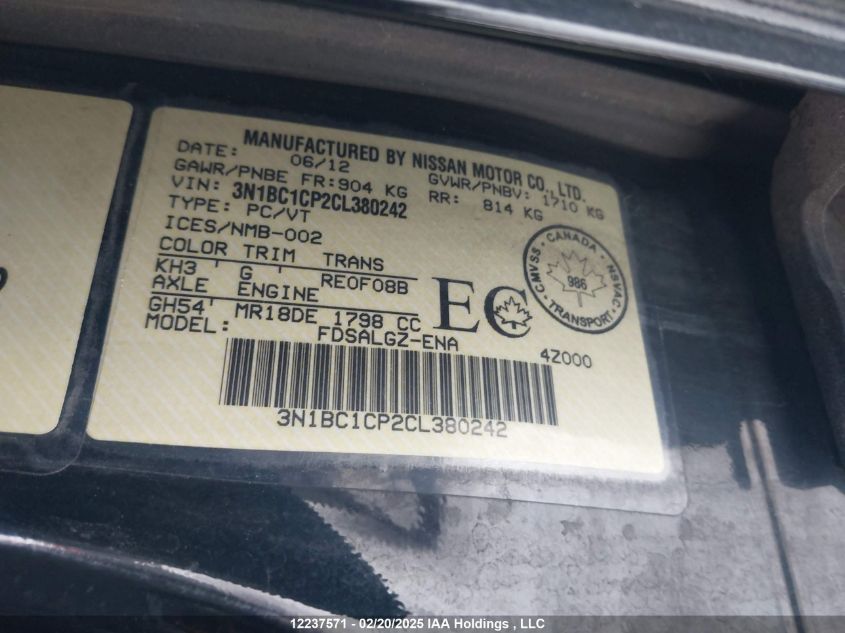 MANUFACTURED BY NISSAN MOTOR CO., LTD.
DATE: 06/12 GVWR/PNBV: 1710 KG
GAWR/PNBE FR:904 KG RR: 814 KG
VIN: 3N1BC1CP2CL380242
TYPE: PC/VT
ICES/NMB-002
COLOR TRIM TRANS
KH3 G RE0F08B
AXLE ENGINE
GH54 MR18DE 1798 CC
MODEL: FDSALGZ-ENA
EC
CANADA
CMVSS · NSVAC
986
TRANSPORT
4Z000
3N1BC1CP2CL380242
12237571 - 02/20/2025 IAA Holdings , LLC